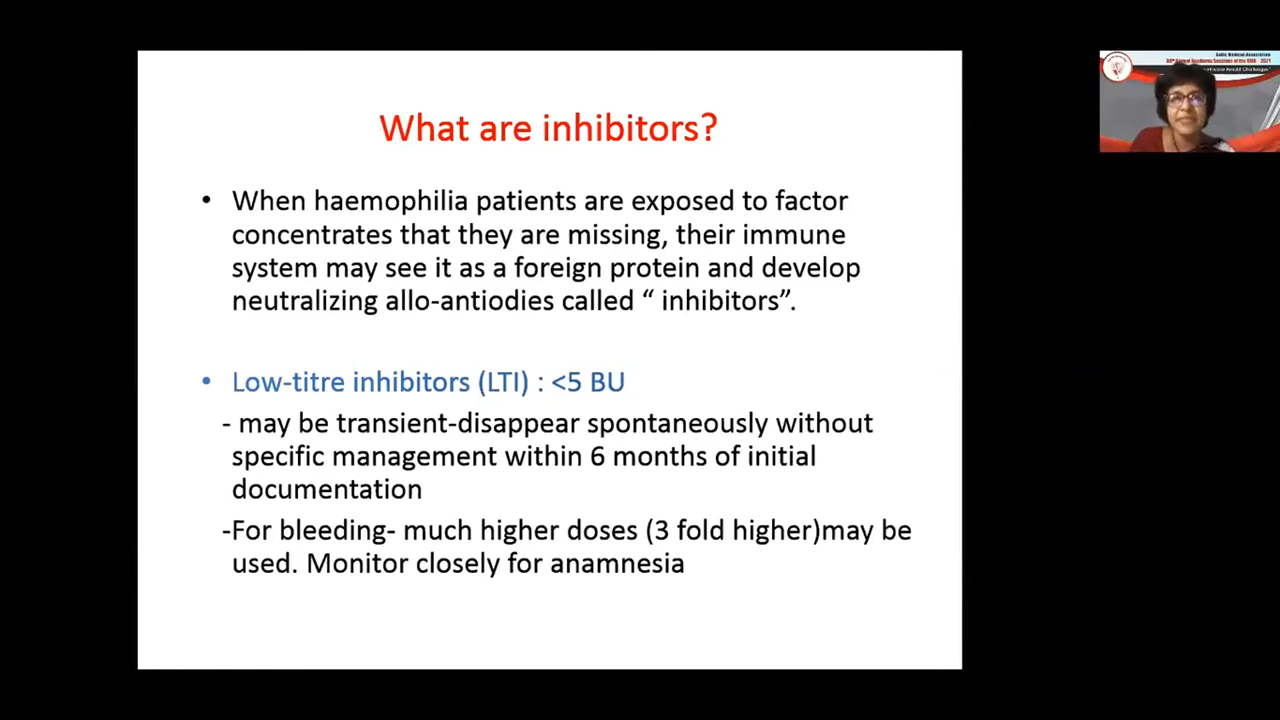 What are inhibitors?
• When haemophilia patients are exposed to factor
concentrates that they are missing, their immune
system may see it as a foreign protein and develop
neutralizing allo-antiodies called “ inhibitors”.
• Low-titre inhibitors (LTI) : <5 BU
- may be transient-disappear spontaneously without
specific management within 6 months of initial
documentation
-For bleeding- much higher doses (3 fold higher)may be
used. Monitor closely for anamnesia
Galle Medical Association